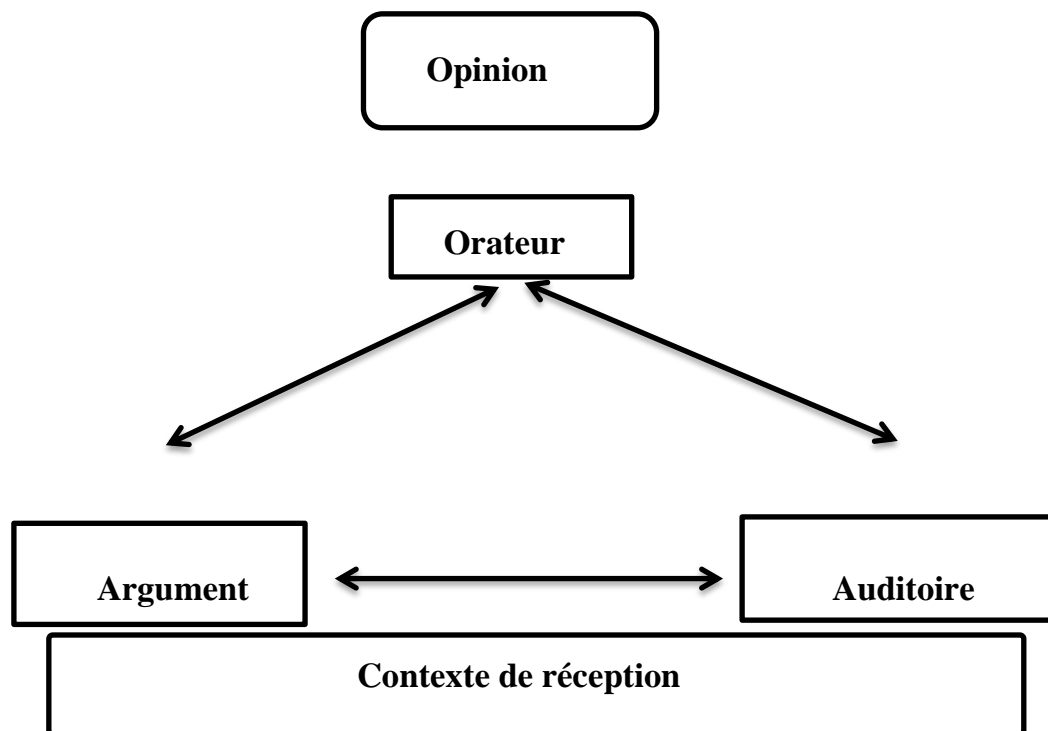 Opinion
Orateur
Argument
Auditoire
Contexte de réception